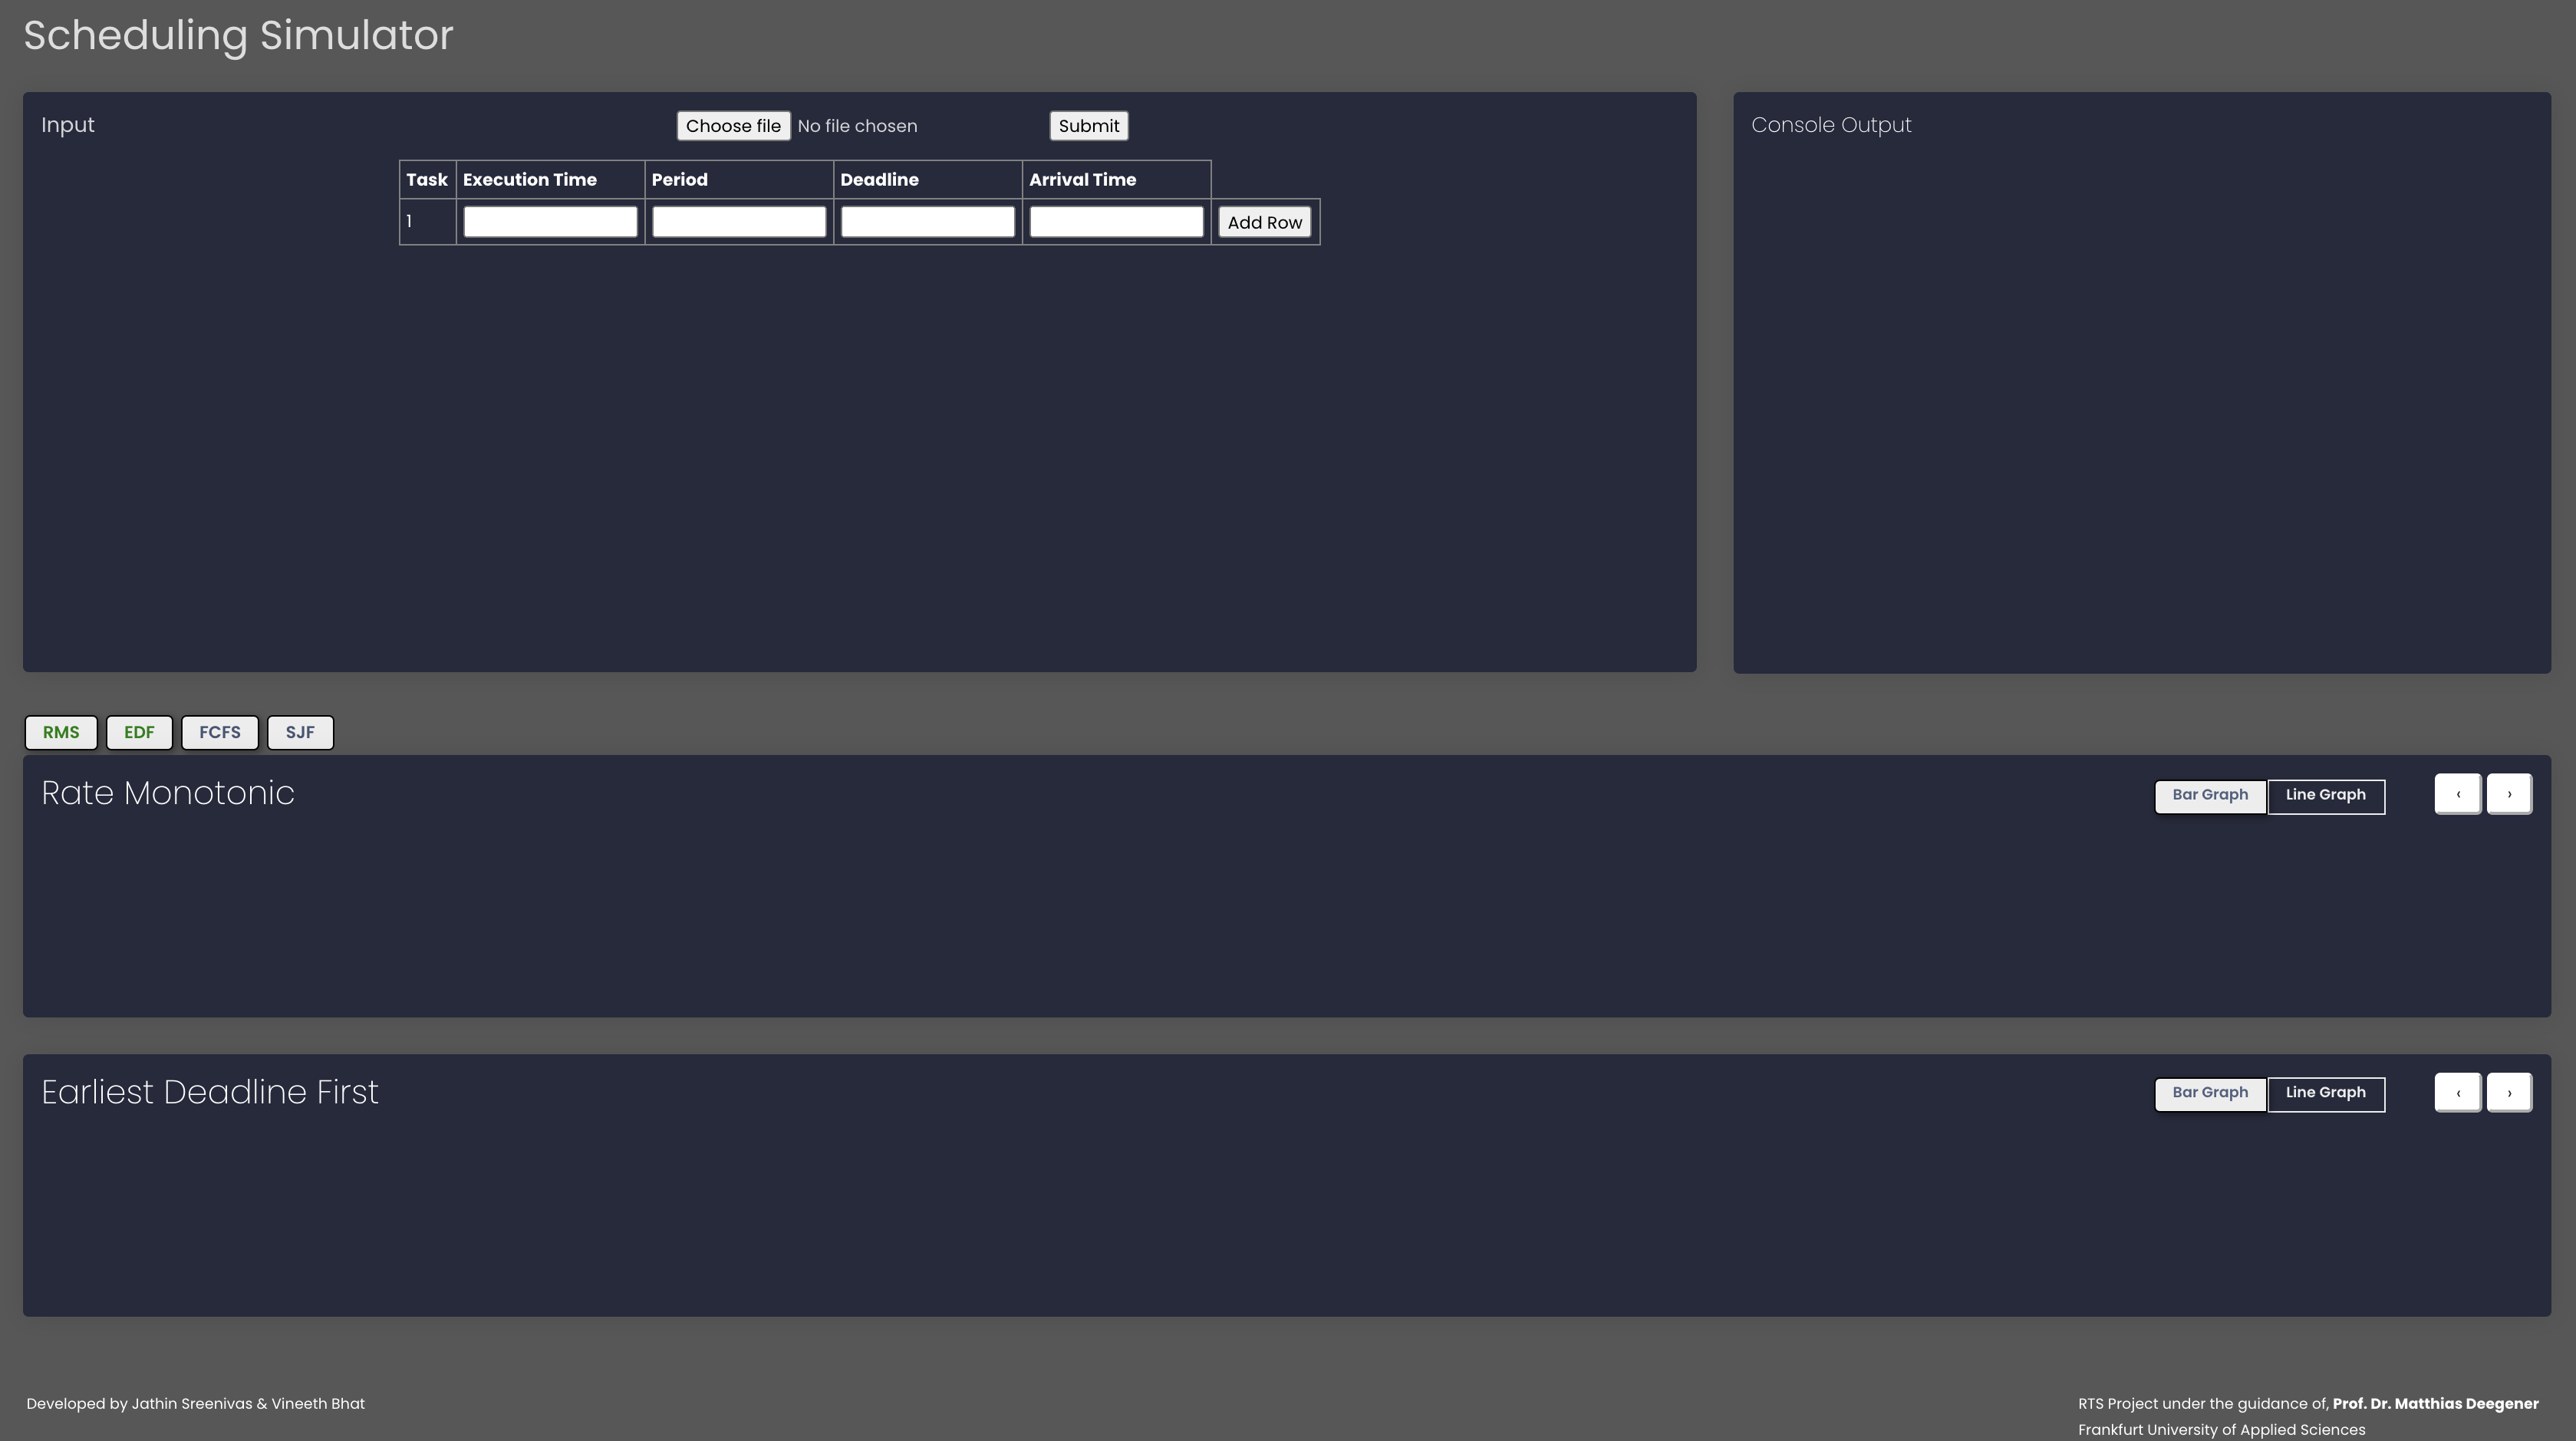 Scheduling Simulator
Input
Choose file No file chosen
Submit
Console Output
Task Execution Time Period Deadline Arrival Time
1 Add Row
RMS EDF FCFS SJF
Rate Monotonic
Bar Graph Line Graph ‹ ›
Earliest Deadline First
Bar Graph Line Graph ‹ ›
Developed by Jathin Sreenivas & Vineeth Bhat
RTS Project under the guidance of, Prof. Dr. Matthias Deegener
Frankfurt University of Applied Sciences